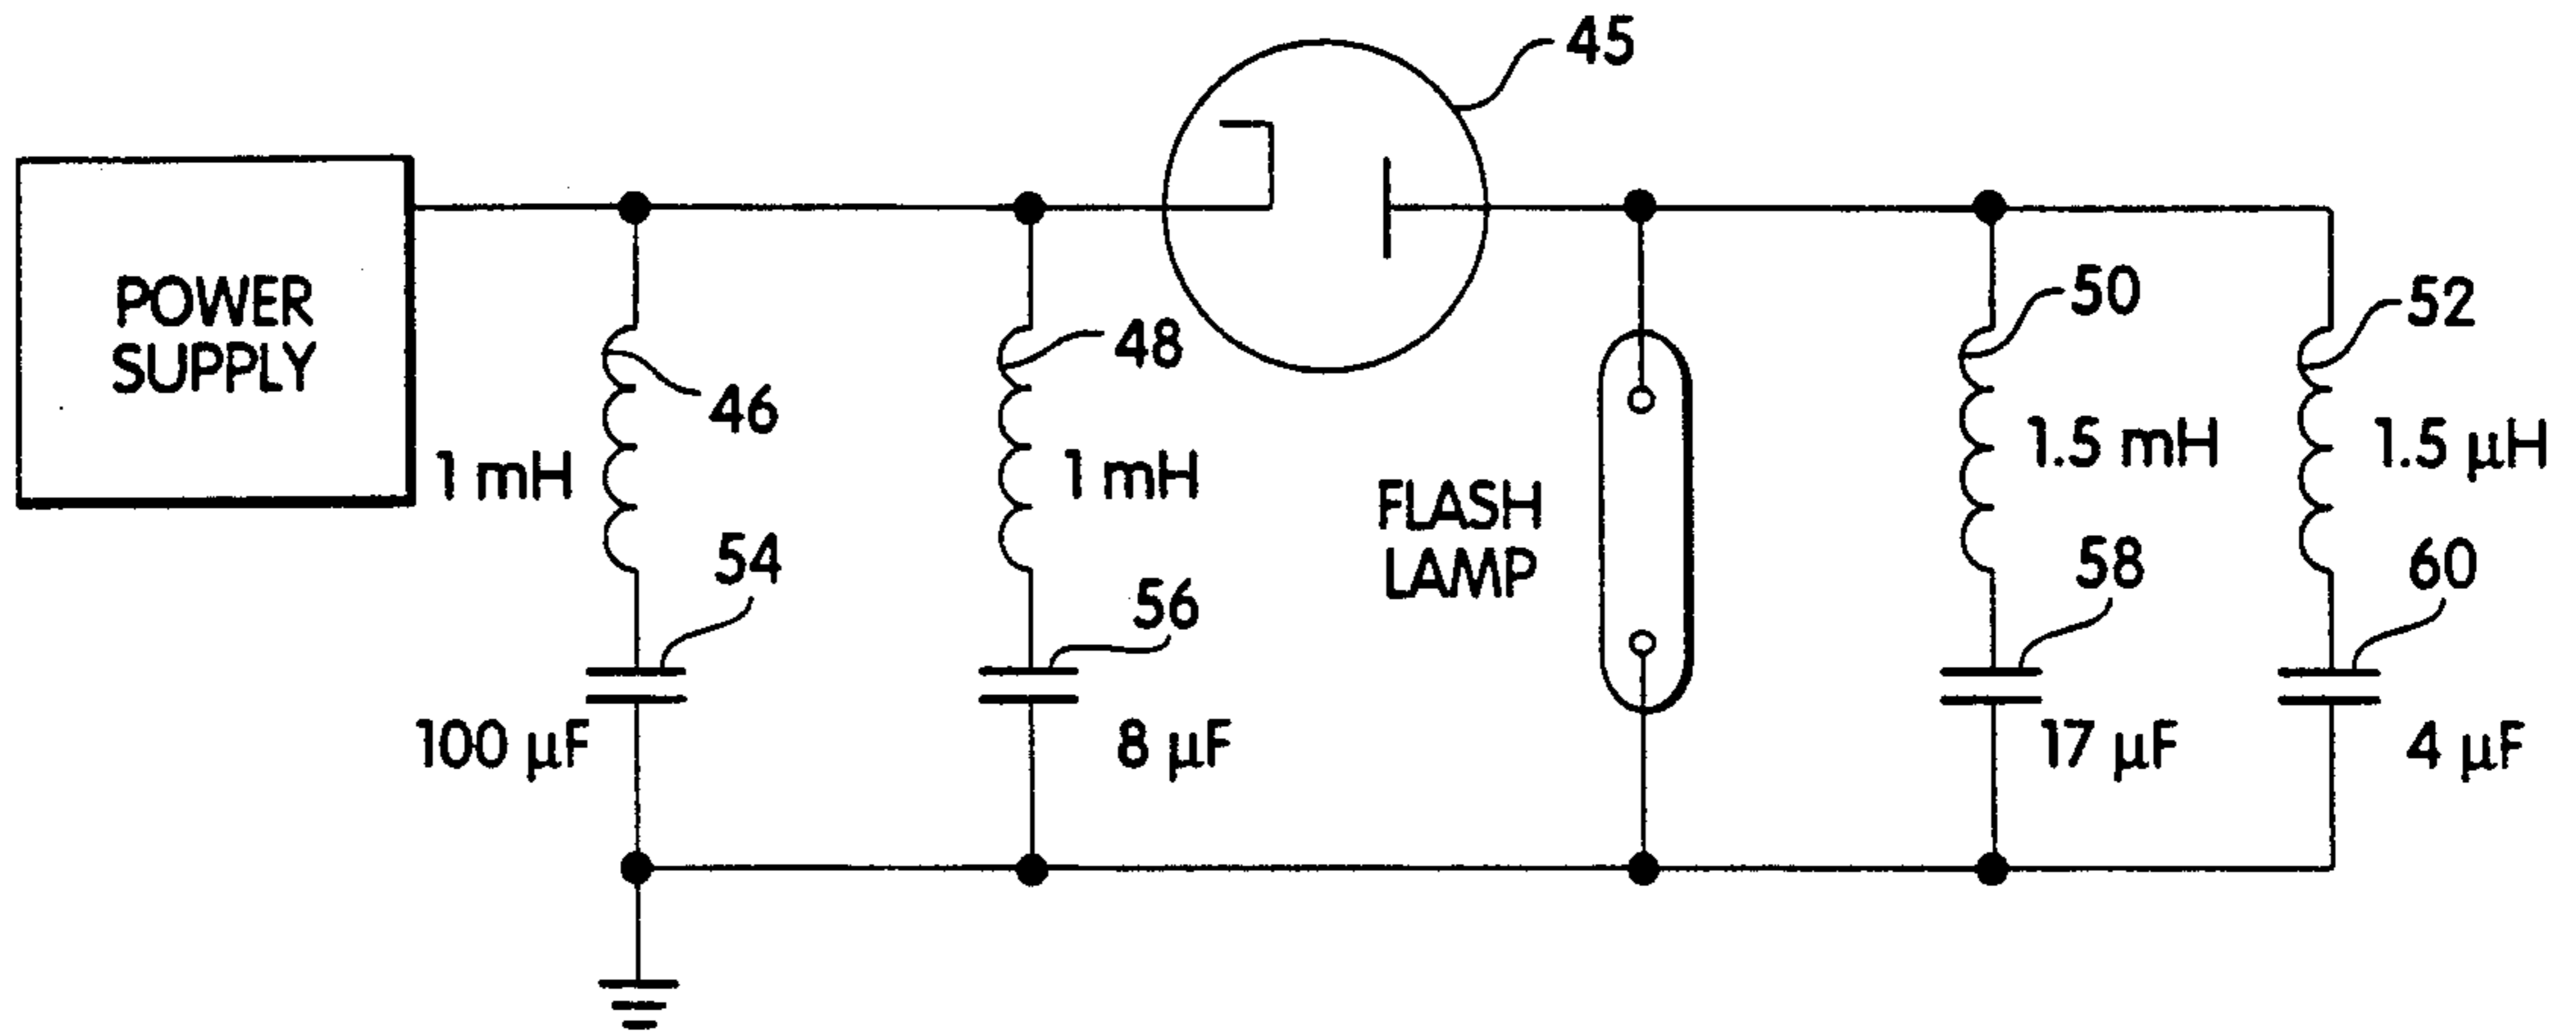 45
POWER
SUPPLY
46
1 mH
48
1 mH
50
1.5 mH
52
1.5 µH
FLASH
LAMP
54
100 µF
56
8 µF
58
17 µF
60
4 µF